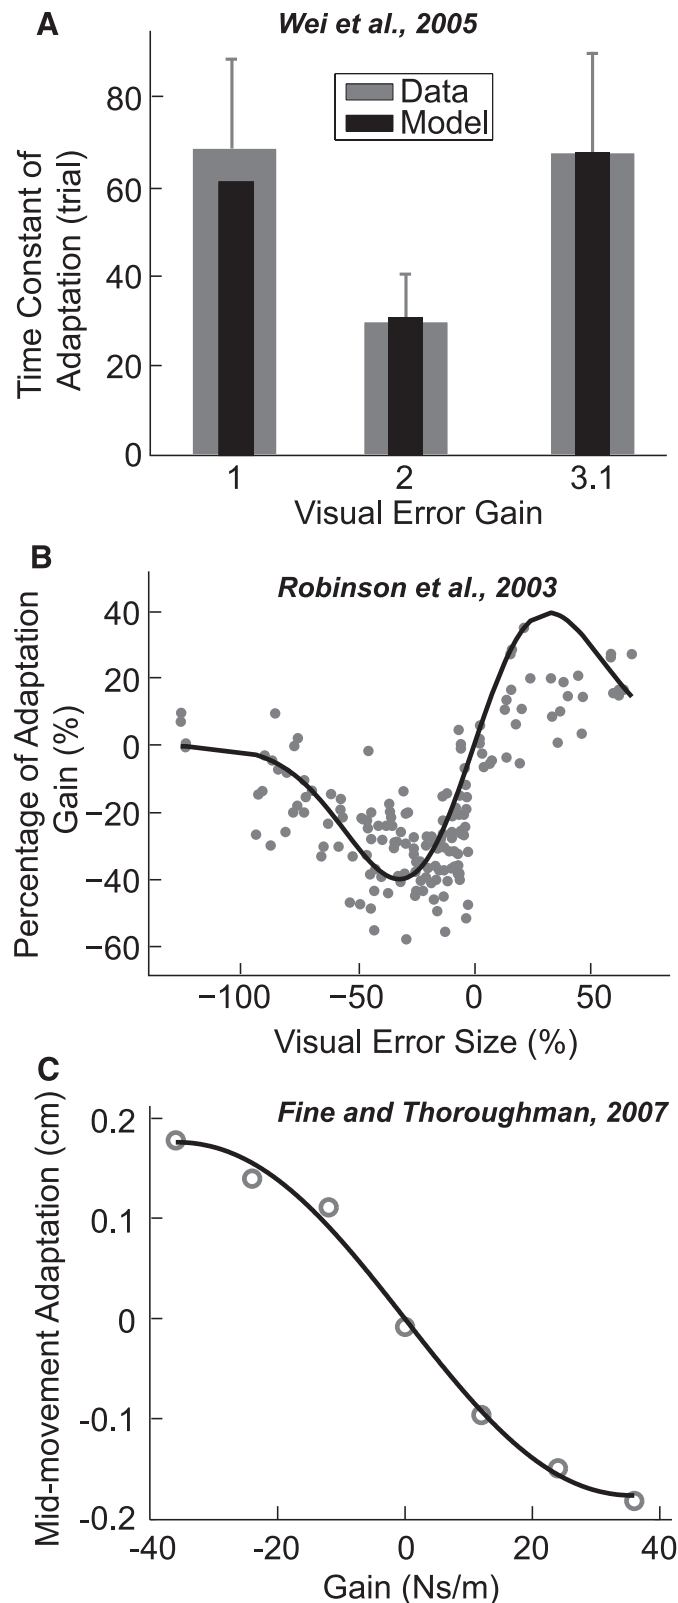 A
Wei et al., 2005
Data
Model
Time Constant of
Adaptation (trial)
80
60
40
20
0
1 2 3.1
Visual Error Gain
B
Robinson et al., 2003
Percentage of Adaptation
Gain (%)
40
20
0
−20
−40
−60
−100 −50 0 50
Visual Error Size (%)
C
Fine and Thoroughman, 2007
Mid-movement Adaptation (cm)
0.2
0.1
0
-0.1
-0.2
-40 -20 0 20 40
Gain (Ns/m)